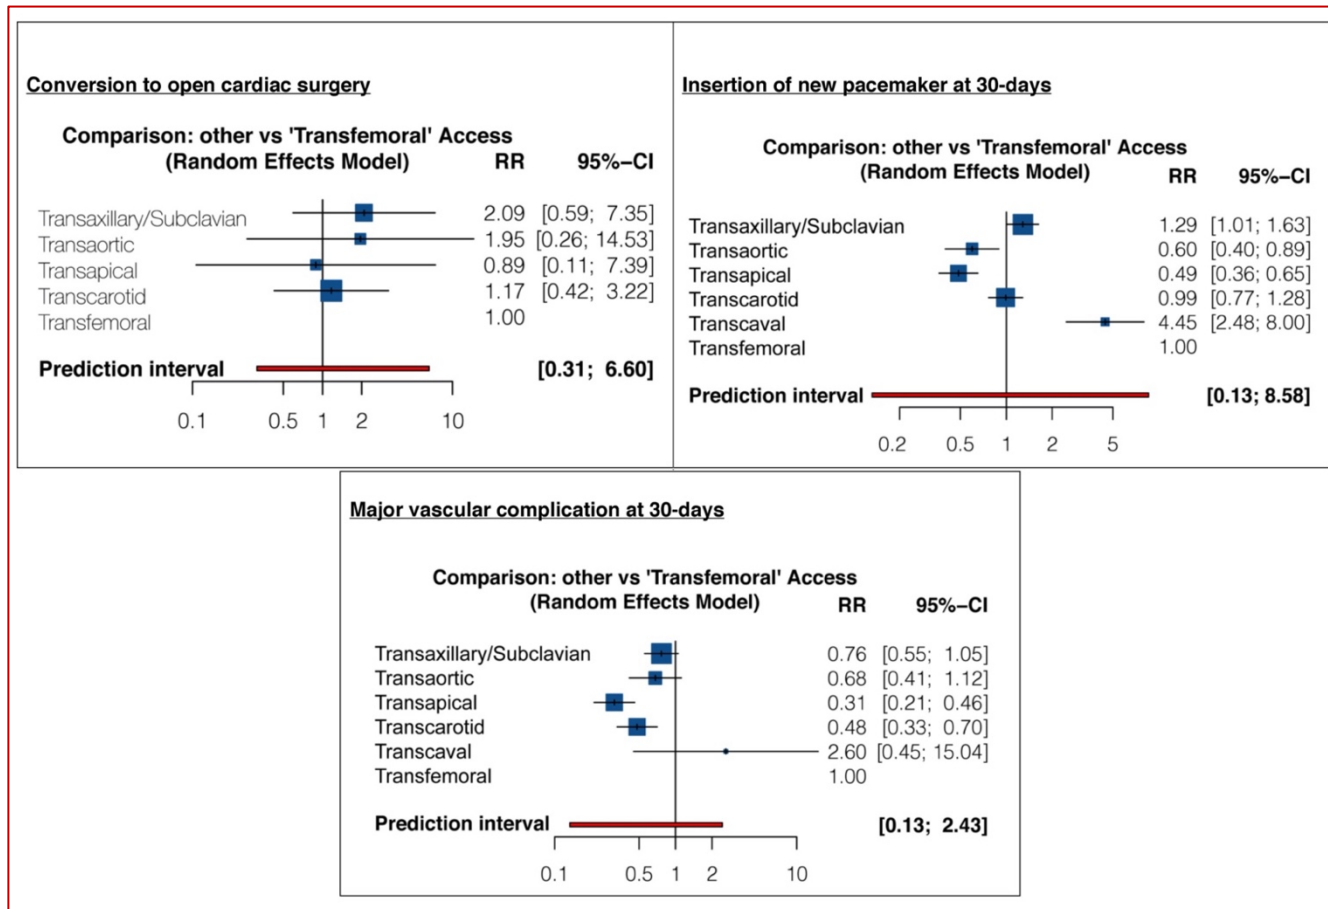 Conversion to open cardiac surgery
Comparison: other vs 'Transfemoral' Access
(Random Effects Model) RR 95%−CI
Transaxillary/Subclavian 2.09 [0.59; 7.35]
Transaortic 1.95 [0.26; 14.53]
Transapical 0.89 [0.11; 7.39]
Transcarotid 1.17 [0.42; 3.22]
Transfemoral 1.00
Prediction interval [0.31; 6.60]
0.1 0.5 1 2 10
Insertion of new pacemaker at 30-days
Comparison: other vs 'Transfemoral' Access
(Random Effects Model) RR 95%−CI
Transaxillary/Subclavian 1.29 [1.01; 1.63]
Transaortic 0.60 [0.40; 0.89]
Transapical 0.49 [0.36; 0.65]
Transcarotid 0.99 [0.77; 1.28]
Transcaval 4.45 [2.48; 8.00]
Transfemoral 1.00
Prediction interval [0.13; 8.58]
0.2 0.5 1 2 5
Major vascular complication at 30-days
Comparison: other vs 'Transfemoral' Access
(Random Effects Model) RR 95%−CI
Transaxillary/Subclavian 0.76 [0.55; 1.05]
Transaortic 0.68 [0.41; 1.12]
Transapical 0.31 [0.21; 0.46]
Transcarotid 0.48 [0.33; 0.70]
Transcaval 2.60 [0.45; 15.04]
Transfemoral 1.00
Prediction interval [0.13; 2.43]
0.1 0.5 1 2 10